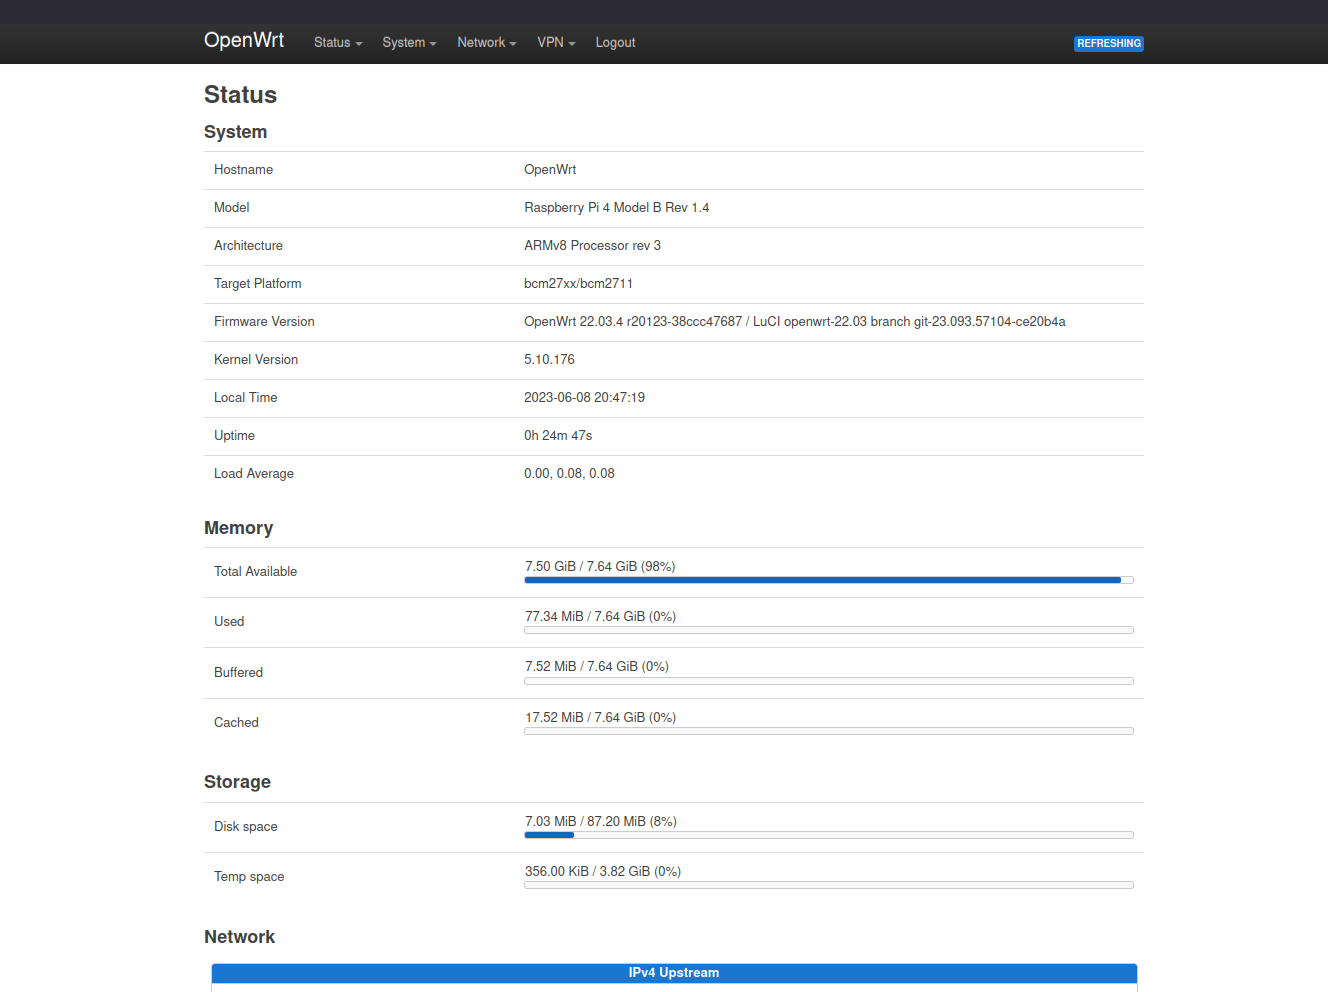 OpenWrt Status System Network VPN Logout REFRESHING
Status
System
Hostname OpenWrt
Model Raspberry Pi 4 Model B Rev 1.4
Architecture ARMv8 Processor rev 3
Target Platform bcm27xx/bcm2711
Firmware Version OpenWrt 22.03.4 r20123-38ccc47687 / LuCI openwrt-22.03 branch git-23.093.57104-ce20b4a
Kernel Version 5.10.176
Local Time 2023-06-08 20:47:19
Uptime 0h 24m 47s
Load Average 0.00, 0.08, 0.08
Memory
Total Available 7.50 GiB / 7.64 GiB (98%)
Used 77.34 MiB / 7.64 GiB (0%)
Buffered 7.52 MiB / 7.64 GiB (0%)
Cached 17.52 MiB / 7.64 GiB (0%)
Storage
Disk space 7.03 MiB / 87.20 MiB (8%)
Temp space 356.00 KiB / 3.82 GiB (0%)
Network
IPv4 Upstream